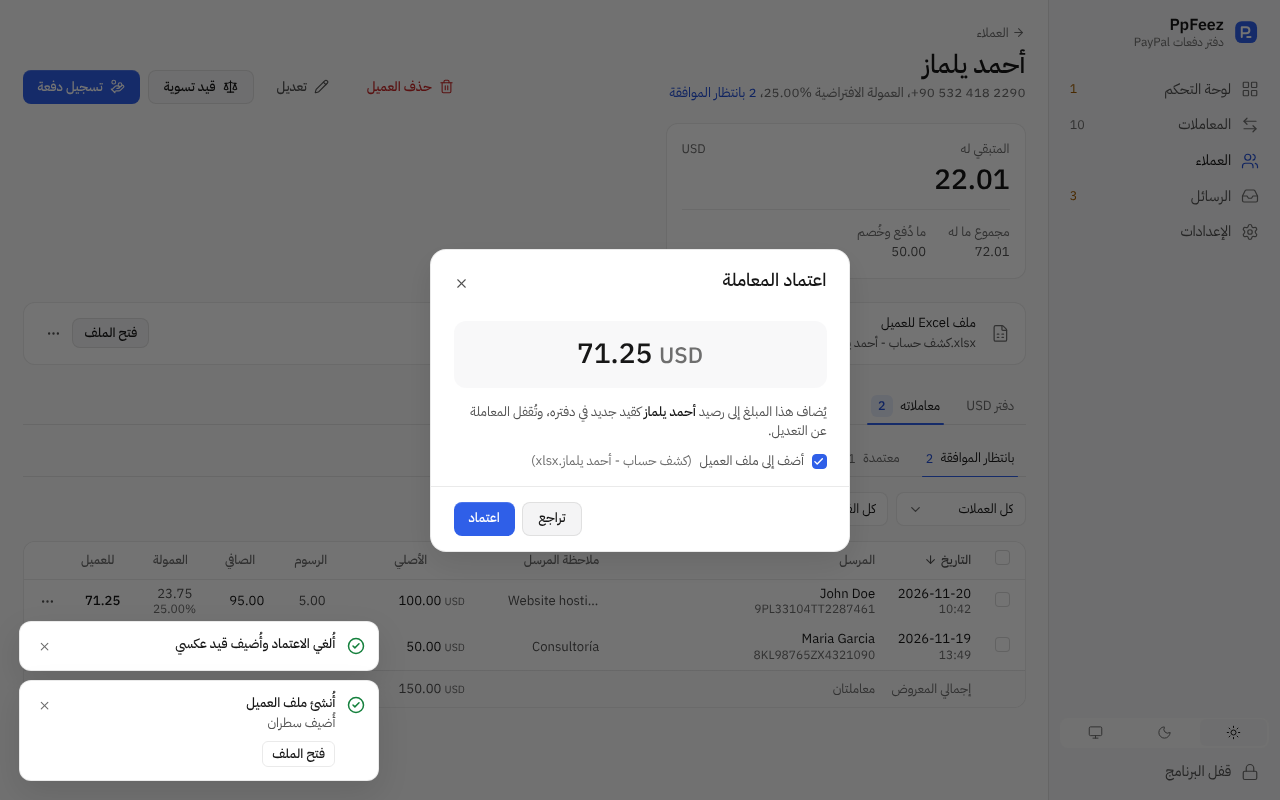 PpFeez
دفتر دفعات PayPal
لوحة التحكم 1
المعاملات 10
العملاء
الرسائل 3
الإعدادات
قفل البرنامج
العملاء
أحمد يلماز
+90 532 418 2290، العمولة الافتراضية 25.00%، 2 بانتظار الموافقة
حذف العميل
تعديل
قيد تسوية
تسجيل دفعة
المتبقي له USD
22.01
مجموع ما له ما دُفع وخُصم
72.01 50.00
ملف Excel للعميل
كشف حساب - أحمد
.xlsx
فتح الملف
دفتر USD معاملاته 2
بانتظار الموافقة 2 معتمدة 1
كل العملات كل
التاريخ المرسل ملاحظة المرسل الأصلي الرسوم الصافي العمولة للعميل
2026-11-20 John Doe Website hosti... 100.00 USD 5.00 95.00 23.75 71.25
10:42 9PL33104TT2287461 25.00%
2026-11-19 Maria Garcia Consultoría 50.00 USD
13:49 8KL98765ZX4321090
إجمالي المعروض معاملتان 150.00 USD
اعتماد المعاملة
71.25 USD
يُضاف هذا المبلغ إلى رصيد أحمد يلماز كقيد جديد في دفتره، وتُقفل المعاملة
عن التعديل.
أضف إلى ملف العميل (كشف حساب - أحمد يلماز.xlsx)
تراجع
اعتماد
أُلغي الاعتماد وأُضيف قيد عكسي
أُنشئ ملف العميل
أُضيف سطران
فتح الملف